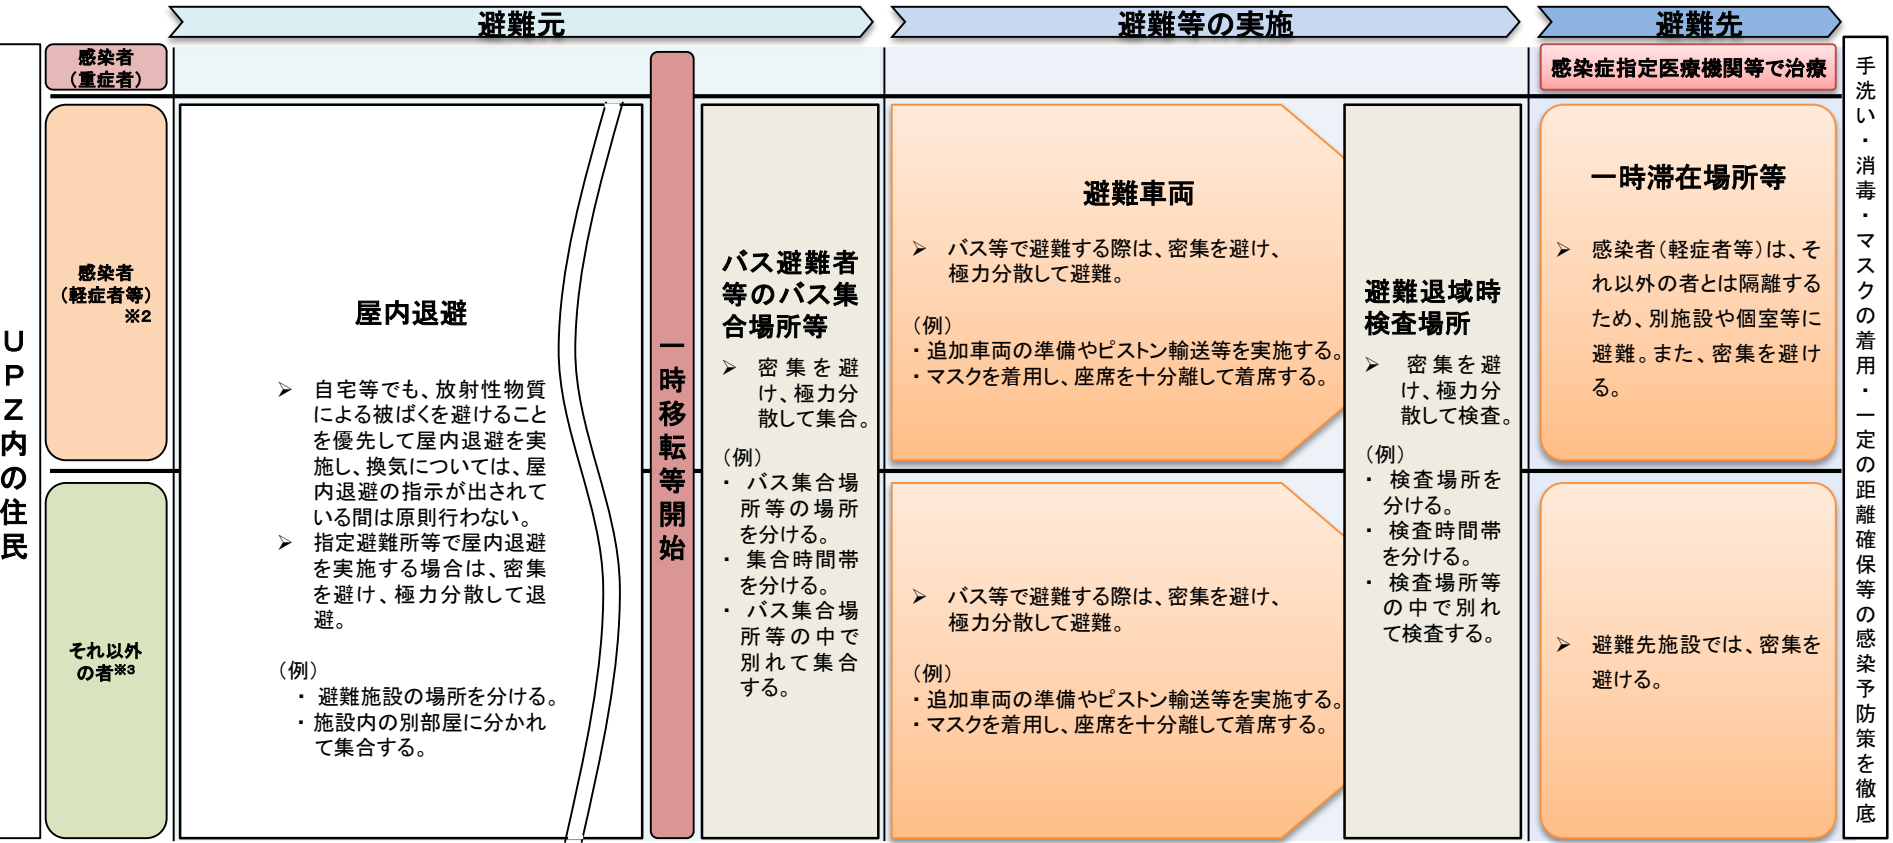 避難元
避難等の実施
避難先
UPZ内の住民
感染者
（重症者）
感染症指定医療機関等で治療
感染者
（軽症者等）
※2
それ以外
の者※3
屋内退避
➢ 自宅等でも、放射性物質
による被ばくを避けること
を優先して屋内退避を実
施し、換気については、屋
内退避の指示が出されて
いる間は原則行わない。
➢ 指定避難所等で屋内退避
を実施する場合は、密集
を避け、極力分散して退
避。
（例）
・ 避難施設の場所を分ける。
・ 施設内の別部屋に分かれ
て集合する。
一時移転等開始
バス避難者
等のバス集
合場所等
➢ 密集を避
け、極力分
散して集合。
（例）
・ バス集合場
所等の場所
を分ける。
・ 集合時間帯
を分ける。
・ バス集合場
所等の中で
別れて集合
する。
避難車両
➢ バス等で避難する際は、密集を避け、
極力分散して避難。
（例）
・追加車両の準備やピストン輸送等を実施する。
・マスクを着用し、座席を十分離して着席する。
➢ バス等で避難する際は、密集を避け、
極力分散して避難。
（例）
・追加車両の準備やピストン輸送等を実施する。
・マスクを着用し、座席を十分離して着席する。
避難退域時
検査場所
➢ 密集を避
け、極力分
散して検査。
（例）
・ 検査場所を
分ける。
・ 検査時間帯
を分ける。
・ 検査場所等
の中で別れ
て検査する。
一時滞在場所等
➢ 感染者（軽症者等）は、そ
れ以外の者とは隔離する
ため、別施設や個室等に
避難。また、密集を避け
る。
➢ 避難先施設では、密集を
避ける。
手洗い・消毒・マスクの着用・一定の距離確保等の感染予防策を徹底